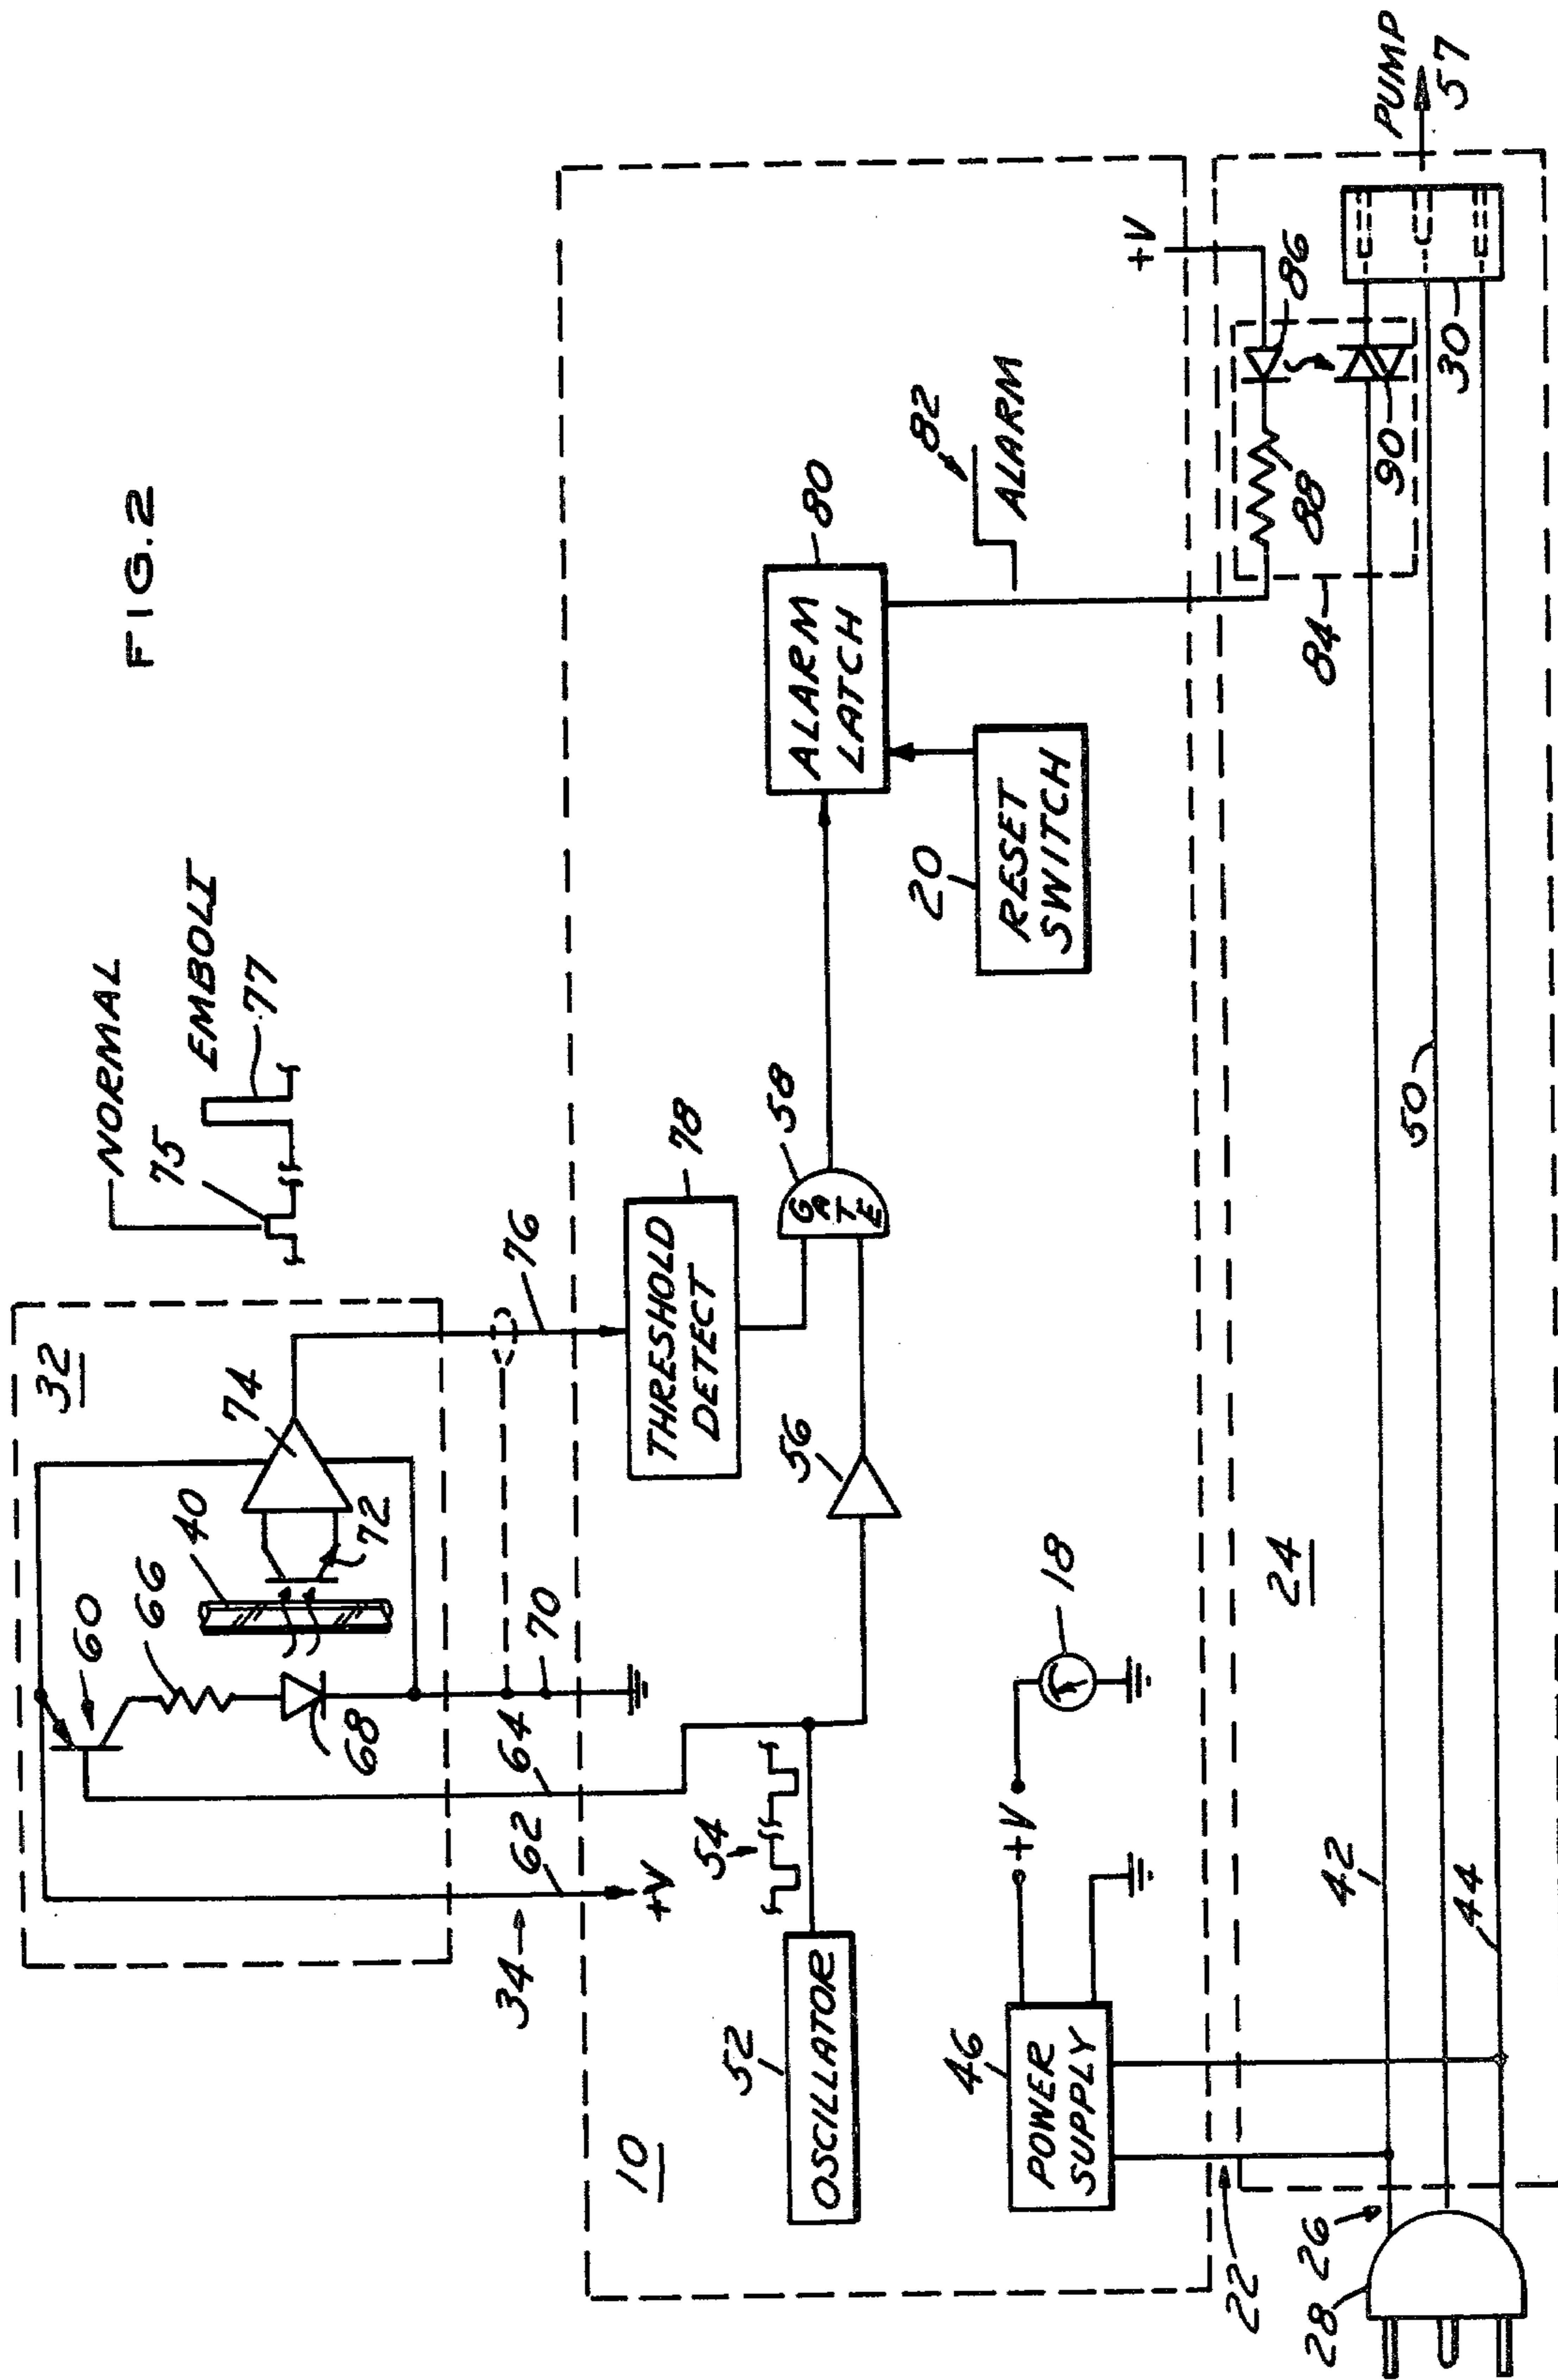 FIG. 2
NORMAL
75
EMBOLI
77
32
60
66
40
74
72
68
34
62
64
70
76
+V
10
52
OSCILLATOR
54
56
THRESHOLD
DETECT
78
GATE
58
ALARM
LATCH
80
82
ALARM
20
RESET
SWITCH
46
POWER
SUPPLY
+V
18
+V
22
24
26
28
42
44
50
84
88
86
90
30
PUMP
57